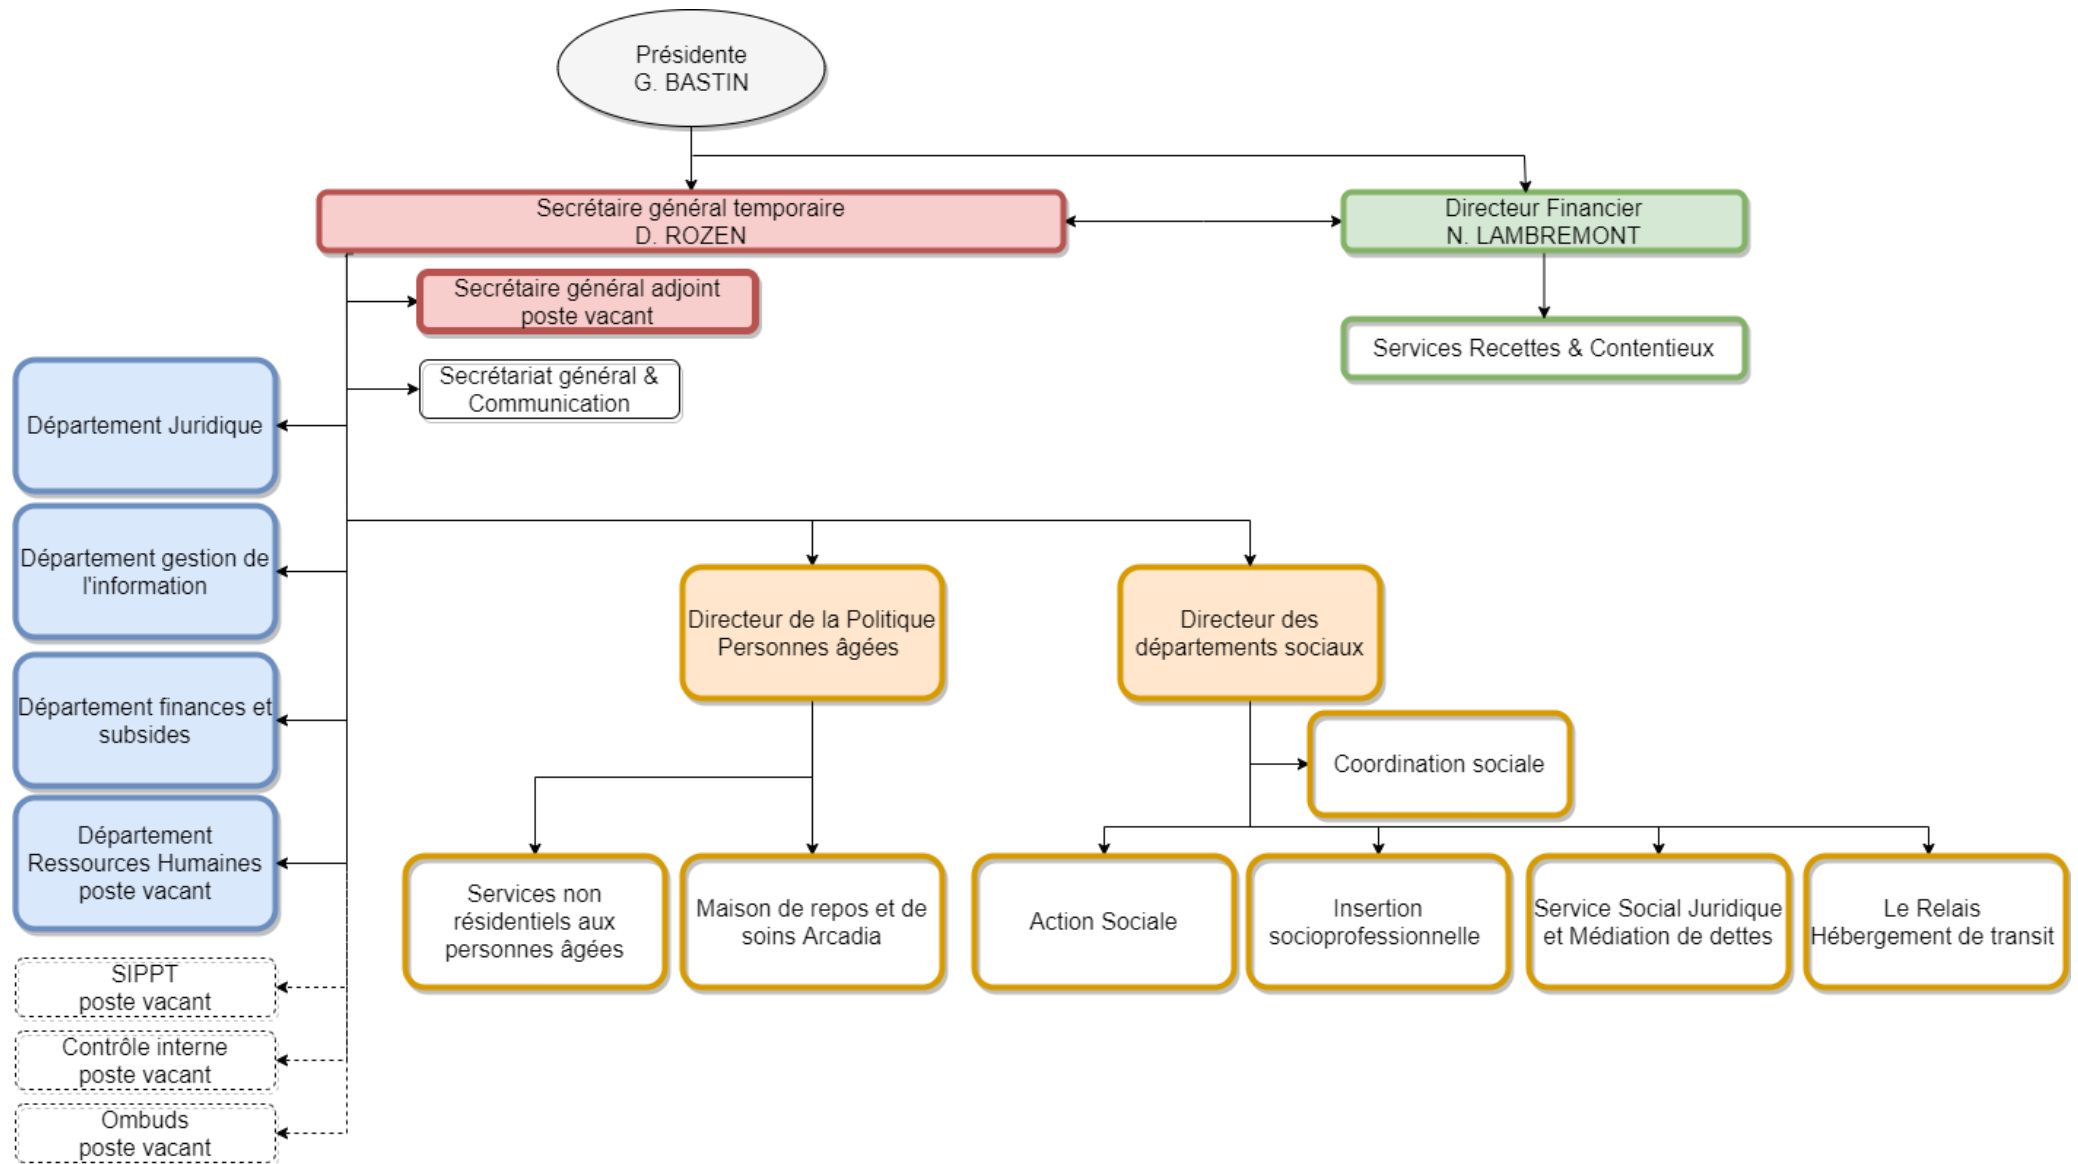 Présidente
G. BASTIN
Secrétaire général temporaire
D. ROZEN
Directeur Financier
N. LAMBREMONT
Secrétaire général adjoint
poste vacant
Services Recettes & Contentieux
Secrétariat général &
Communication
Département Juridique
Département gestion de
l'information
Directeur de la Politique
Personnes âgées
Directeur des
départements sociaux
Département finances et
subsides
Coordination sociale
Département
Ressources Humaines
poste vacant
Services non
résidentiels aux
personnes âgées
Maison de repos et de
soins Arcadia
Action Sociale
Insertion
socioprofessionnelle
Service Social Juridique
et Médiation de dettes
Le Relais
Hébergement de transit
SIPPT
poste vacant
Contrôle interne
poste vacant
Ombuds
poste vacant